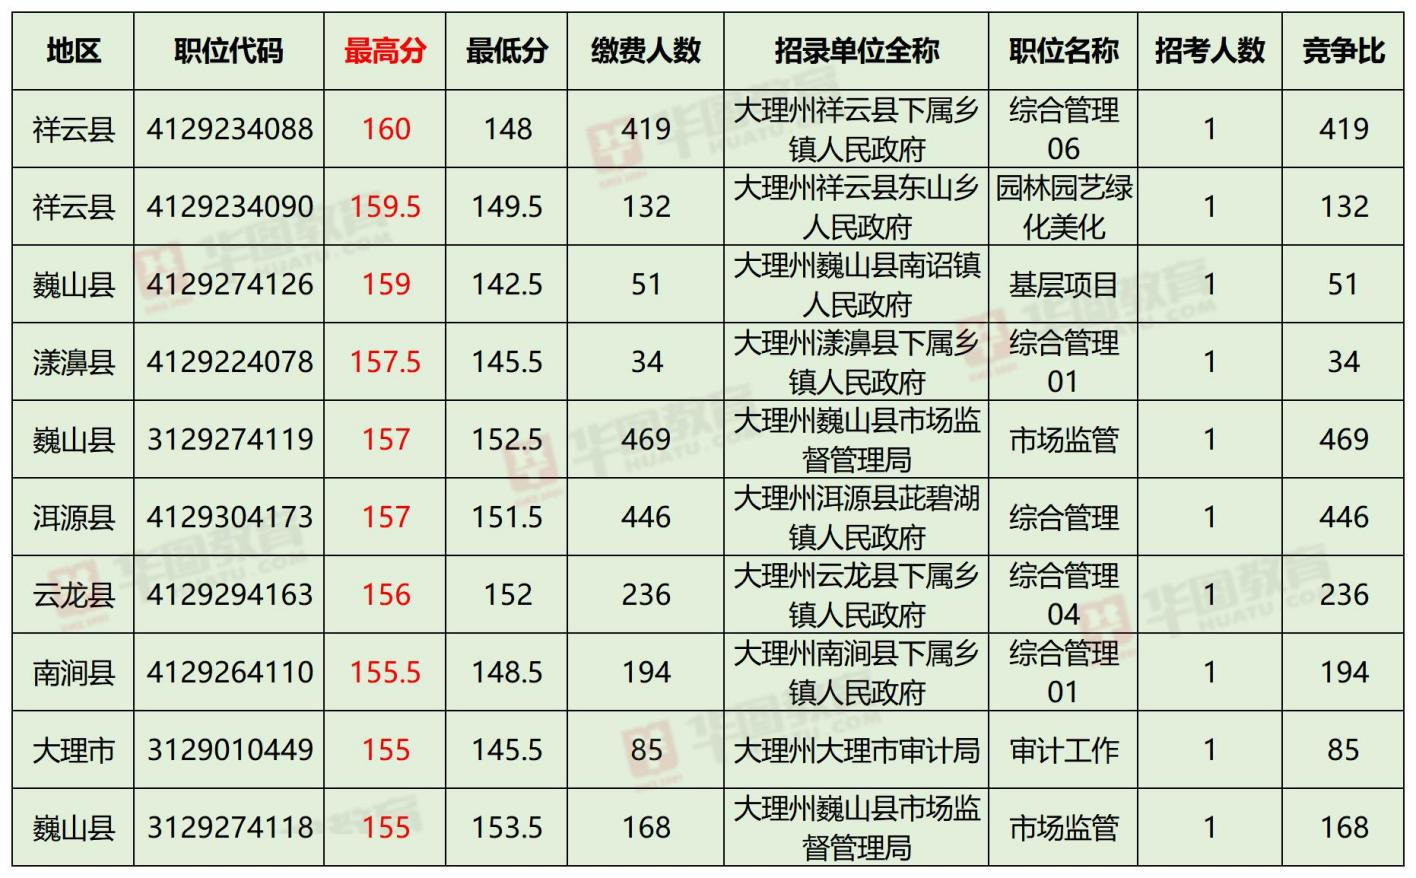 地区 职位代码 最高分 最低分 缴费人数 招录单位全称 职位名称 招考人数 竞争比
祥云县 4129234088 160 148 419 大理州祥云县下属乡镇人民政府 综合管理06 1 419
祥云县 4129234090 159.5 149.5 132 大理州祥云县东山乡人民政府 园林园艺绿化美化 1 132
巍山县 4129274126 159 142.5 51 大理州巍山县南诏镇人民政府 基层项目 1 51
漾濞县 4129224078 157.5 145.5 34 大理州漾濞县下属乡镇人民政府 综合管理01 1 34
巍山县 3129274119 157 152.5 469 大理州巍山县市场监督管理局 市场监管 1 469
洱源县 4129304173 157 151.5 446 大理州洱源县茈碧湖镇人民政府 综合管理 1 446
云龙县 4129294163 156 152 236 大理州云龙县下属乡镇人民政府 综合管理04 1 236
南涧县 4129264110 155.5 148.5 194 大理州南涧县下属乡镇人民政府 综合管理01 1 194
大理市 3129010449 155 145.5 85 大理州大理市审计局 审计工作 1 85
巍山县 3129274118 155 153.5 168 大理州巍山县市场监督管理局 市场监管 1 168
华图教育
HUATU.COM